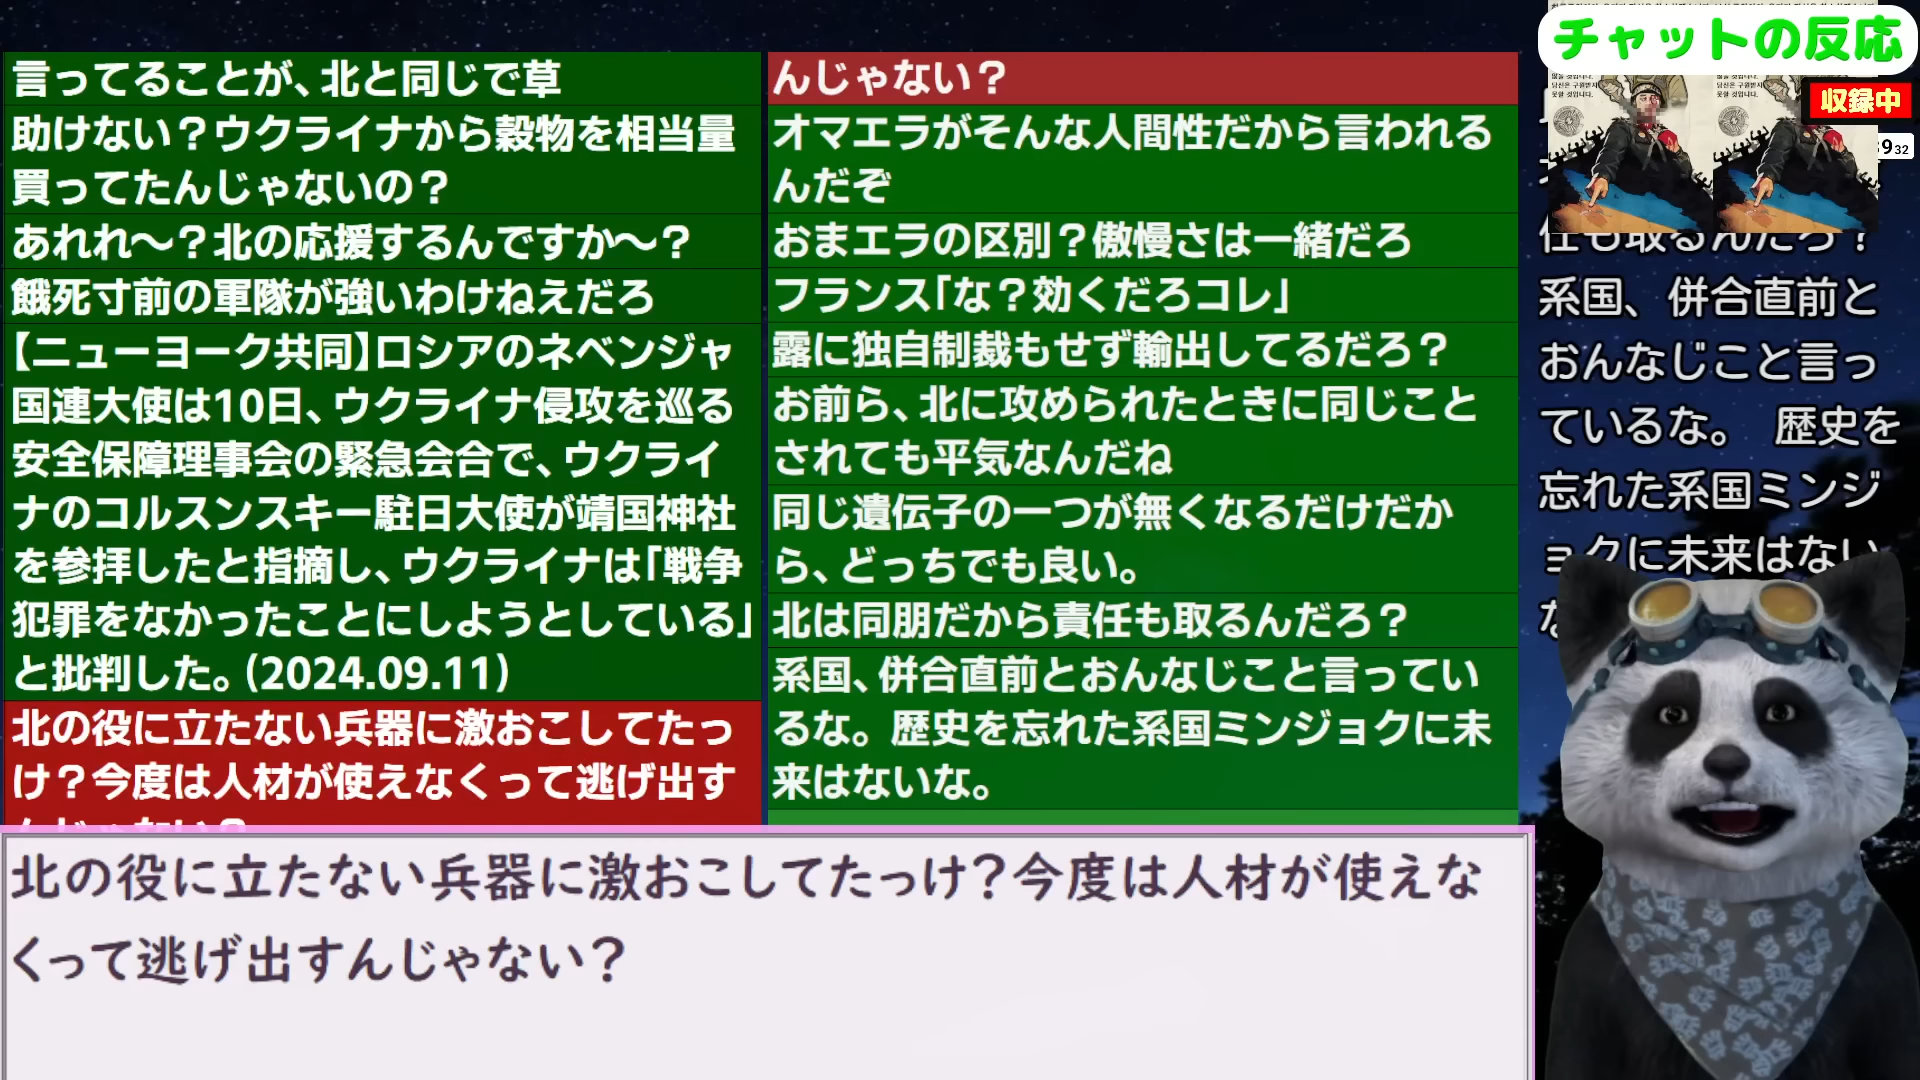 言ってることが、北と同じで草
助けない？ウクライナから穀物を相当量
買ってたんじゃないの？
あれれ～？北の応援するんですか～？
餓死寸前の軍隊が強いわけねえだろ
【ニューヨーク共同】ロシアのネベンジャ
国連大使は10日、ウクライナ侵攻を巡る
安全保障理事会の緊急会合で、ウクライ
ナのコルスンスキー駐日大使が靖国神社
を参拝したと指摘し、ウクライナは「戦争
犯罪をなかったことにしようとしている」
と批判した。（2024.09.11）
北の役に立たない兵器に激おこしてたっ
け？今度は人材が使えなくって逃げ出す
んじゃない？
んじゃない？
オマエラがそんな人間性だから言われる
んだぞ
おまエラの区別？傲慢さは一緒だろ
フランス「な？効くだろコレ」
露に独自制裁もせず輸出してるだろ？
お前ら、北に攻められたときに同じこと
されても平気なんだね
同じ遺伝子の一つが無くなるだけだか
ら、どっちでも良い。
北は同朋だから責任も取るんだろ？
系国、併合直前とおんなじこと言ってい
るな。歴史を忘れた系国ミンジョクに未
来はないな。
チャットの反応
収録中
932
任も取るんだろ？
系国、併合直前と
おんなじこと言っ
ているな。 歴史を
忘れた系国ミンジ
ョクに未来はない
な
北の役に立たない兵器に激おこしてたっけ？今度は人材が使えな
くって逃げ出すんじゃない？